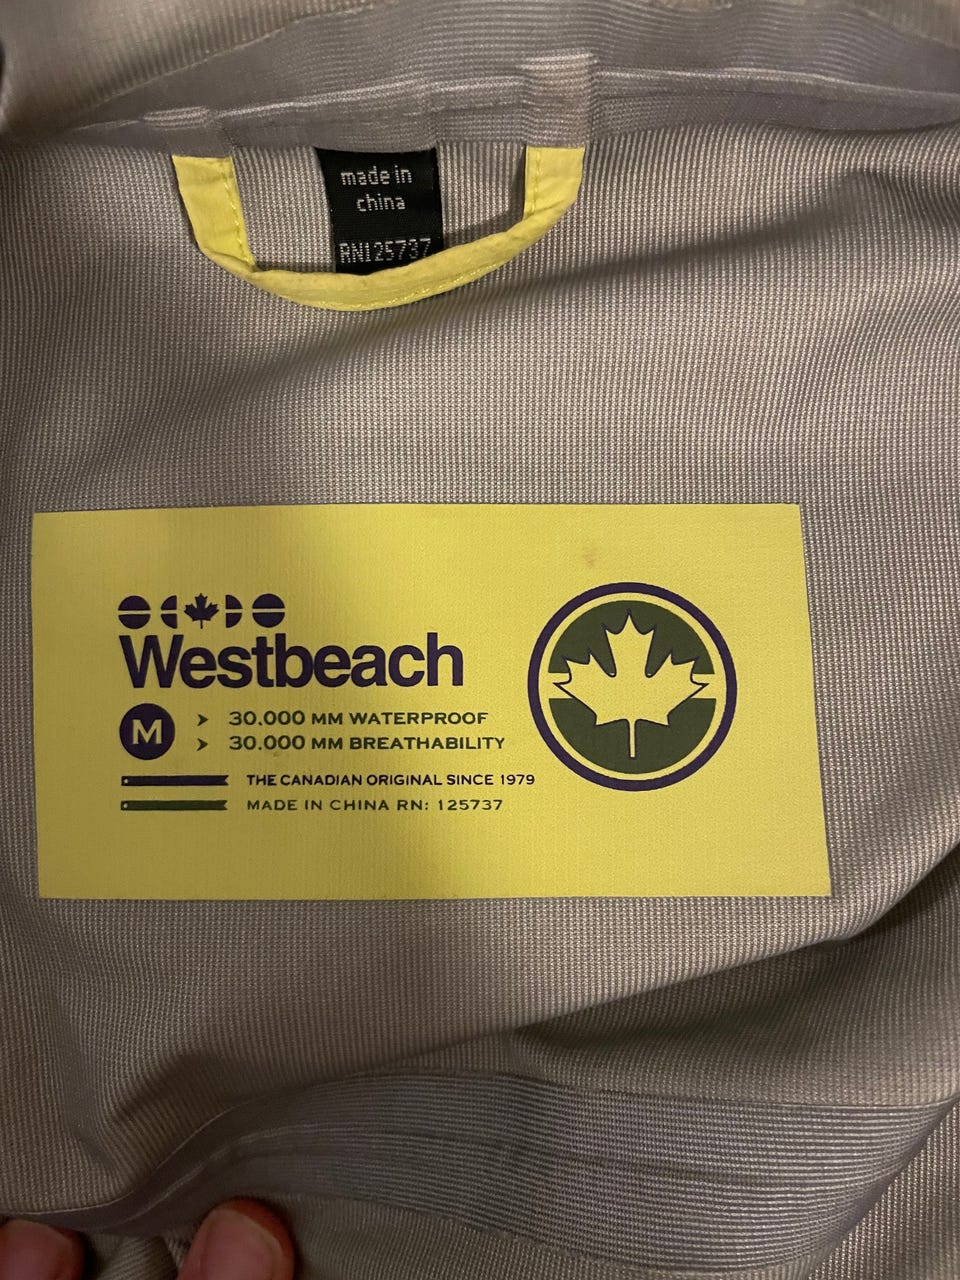 made in
china
RN125737
Westbeach
M
> 30.000 MM WATERPROOF
> 30.000 MM BREATHABILITY
THE CANADIAN ORIGINAL SINCE 1979
MADE IN CHINA RN: 125737